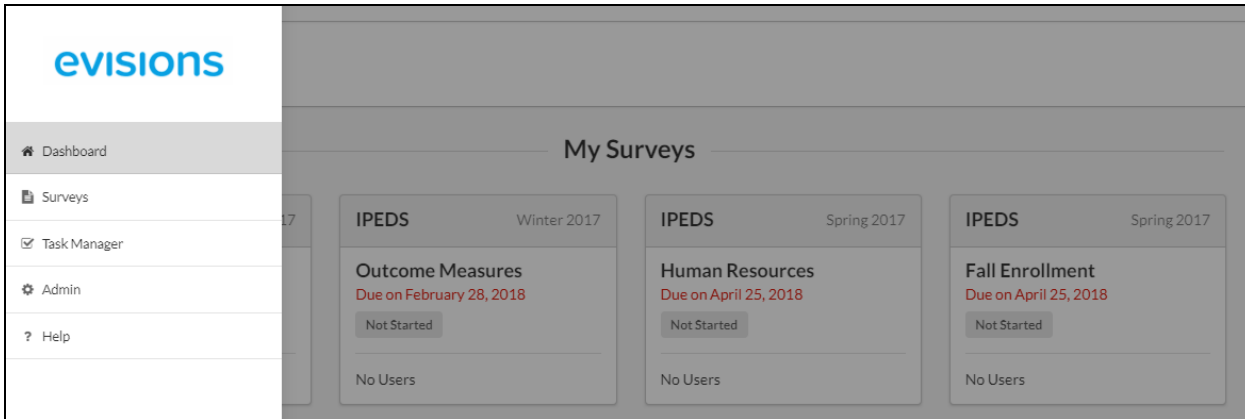 evisions
Dashboard
Surveys
Task Manager
Admin
? Help
My Surveys
17
IPEDS Winter 2017
Outcome Measures
Due on February 28, 2018
Not Started
No Users
IPEDS Spring 2017
Human Resources
Due on April 25, 2018
Not Started
No Users
IPEDS Spring 2017
Fall Enrollment
Due on April 25, 2018
Not Started
No Users